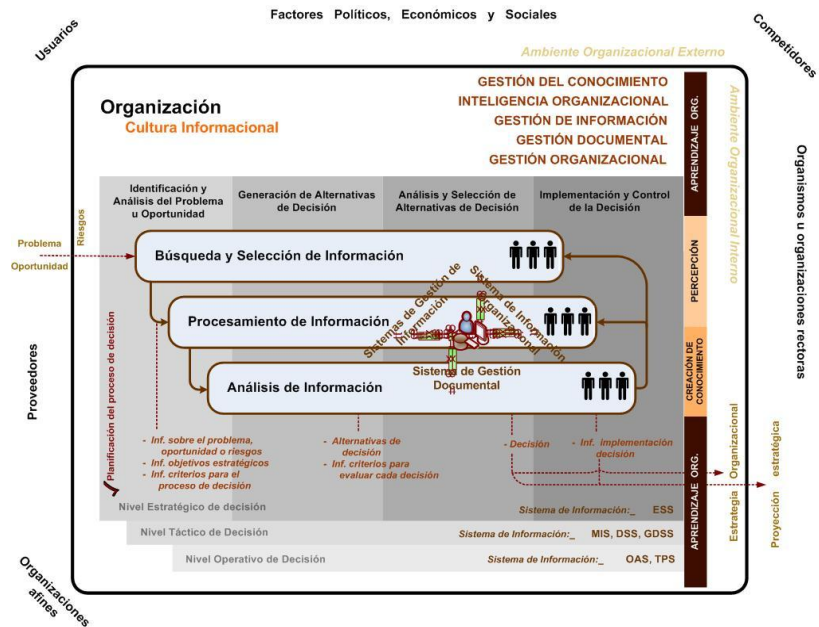 Factores Políticos, Económicos y Sociales
Usuarios
Competidores
Ambiente Organizacional Externo
Organización
Cultura Informacional
GESTIÓN DEL CONOCIMIENTO
INTELIGENCIA ORGANIZACIONAL
GESTIÓN DE INFORMACIÓN
GESTIÓN DOCUMENTAL
GESTIÓN ORGANIZACIONAL
APRENDIZAJE ORG.
Ambiente Organizacional Interno
Organismos u organizaciones rectoras
Identificación y
Análisis del Problema
u Oportunidad
Generación de Alternativas
de Decisión
Análisis y Selección de
Alternativas de Decisión
Implementación y Control
de la Decisión
Problema
Oportunidad
Riesgos
Búsqueda y Selección de Información
PERCEPCIÓN
Procesamiento de Información
Sistemas de Gestión de
Información
Sistema de Información
Organizacional
Sistema de Gestión
Documental
Análisis de Información
CREACIÓN DE
CONOCIMIENTO
Proveedores
Planificación del proceso de decisión
- Inf. sobre el problema,
oportunidad o riesgos
- Inf. objetivos estratégicos
- Inf. criterios para el
proceso de decisión
- Alternativas de
decisión
- Inf. criterios para
evaluar cada decisión
- Decisión
- Inf. implementación
decisión
APRENDIZAJE ORG.
Estrategia Organizacional
Proyección estratégica
Nivel Estratégico de decisión
Sistema de Información:_ ESS
Nivel Táctico de Decisión
Sistema de Información:_ MIS, DSS, GDSS
Nivel Operativo de Decisión
Sistema de Información:_ OAS, TPS
Organizaciones
afines